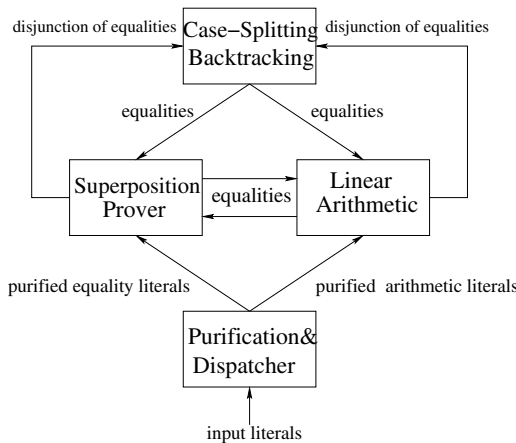 disjunction of equalities
Case-Splitting
Backtracking
disjunction of equalities
equalities
equalities
Superposition
Prover
equalities
Linear
Arithmetic
purified equality literals
purified arithmetic literals
Purification&
Dispatcher
input literals